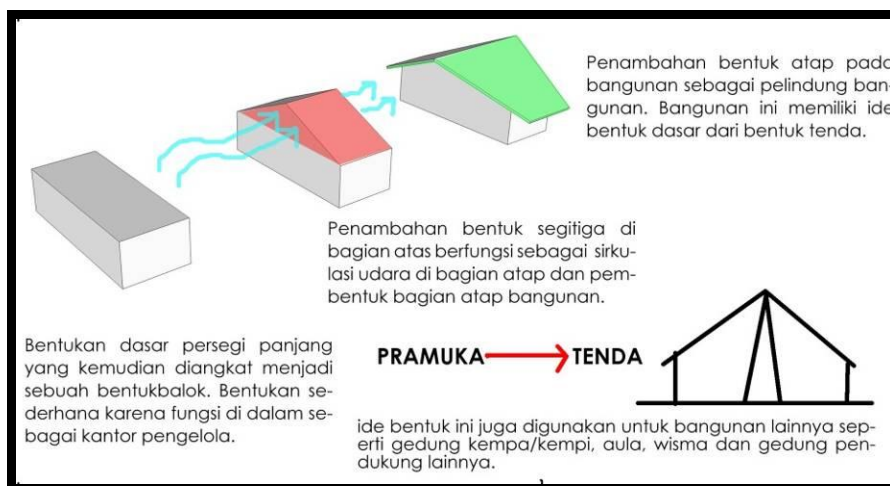 Penambahan bentuk atap pada
bangunan sebagai pelindung ban-
gunan. Bangunan ini memiliki ide
bentuk dasar dari bentuk tenda.
Penambahan bentuk segitiga di
bagian atas berfungsi sebagai sirku-
lasi udara di bagian atap dan pem-
bentuk bagian atap bangunan.
Bentukan dasar persegi panjang
yang kemudian diangkat menjadi
sebuah bentukbalok. Bentukan se-
derhana karena fungsi di dalam se-
bagai kantor pengelola.
PRAMUKA TENDA
ide bentuk ini juga digunakan untuk bangunan lainnya sep-
erti gedung kempa/kempi, aula, wisma dan gedung pen-
dukung lainnya.